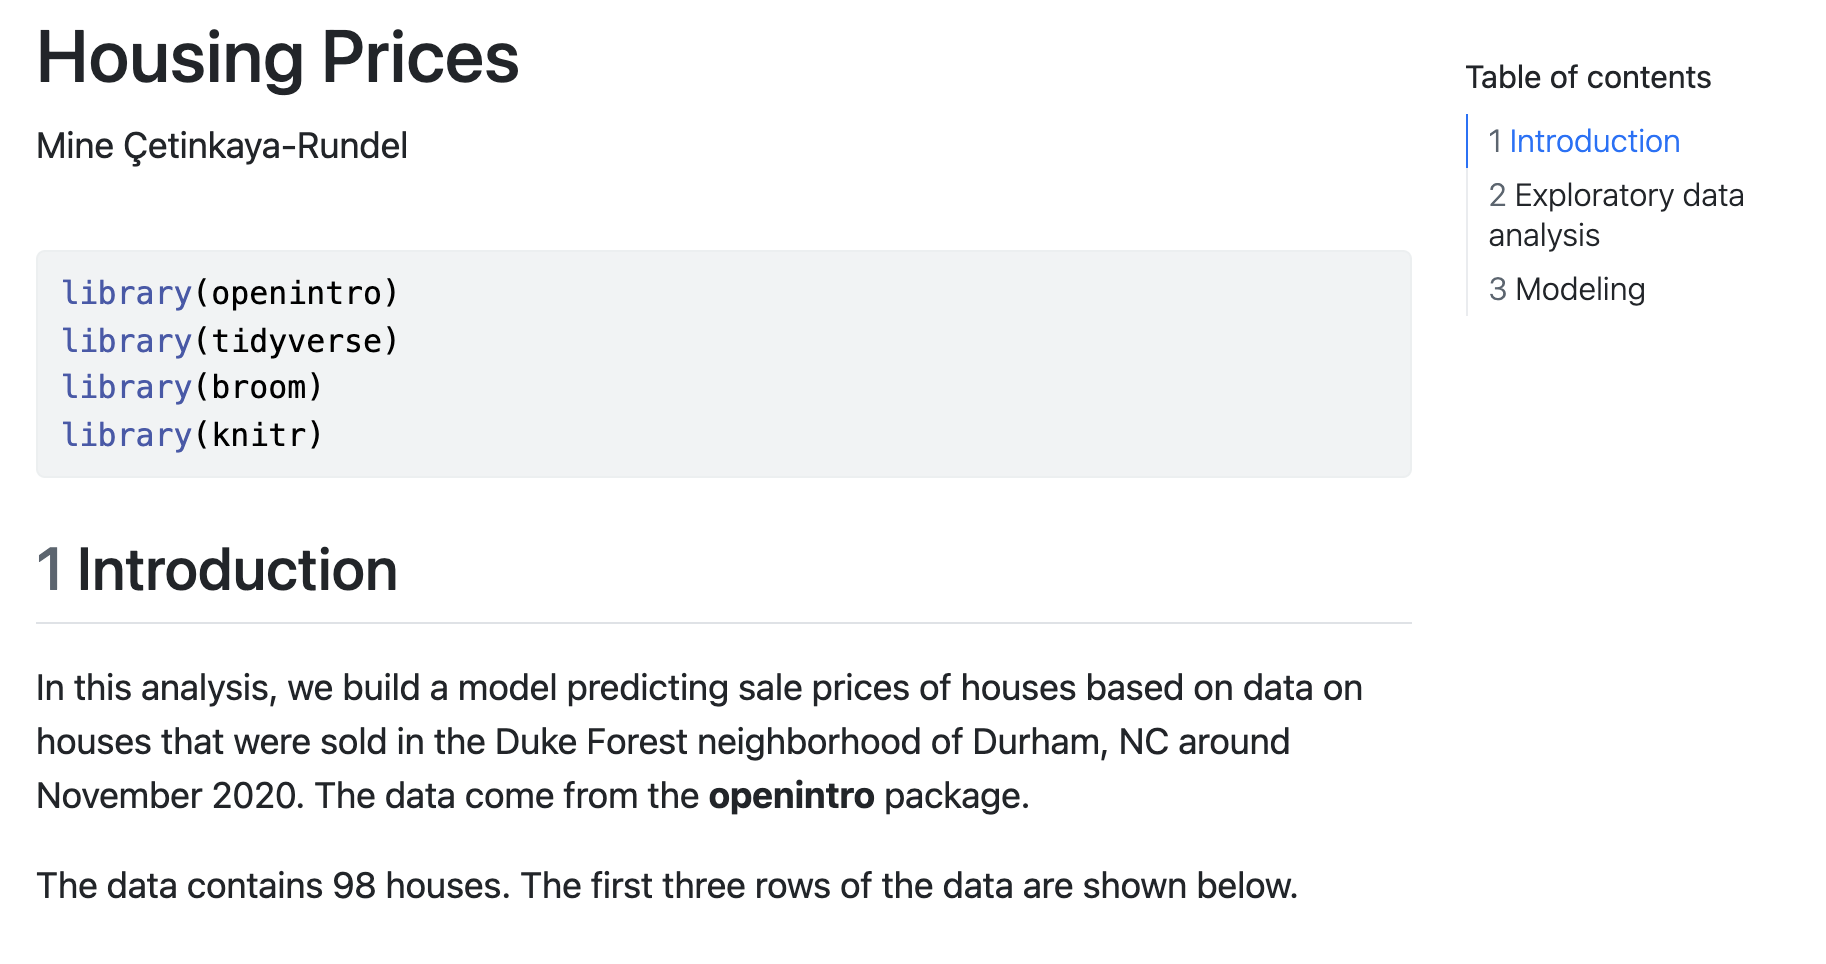 Housing Prices
Mine Çetinkaya-Rundel
library(openintro)
library(tidyverse)
library(broom)
library(knitr)
1 Introduction
In this analysis, we build a model predicting sale prices of houses based on data on
houses that were sold in the Duke Forest neighborhood of Durham, NC around
November 2020. The data come from the openintro package.
The data contains 98 houses. The first three rows of the data are shown below.
Table of contents
1 Introduction
2 Exploratory data
analysis
3 Modeling